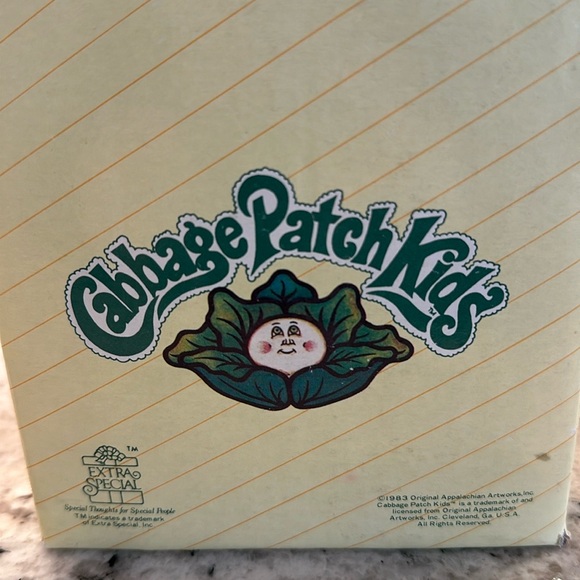 Cabbage Patch Kids™
TM
EXTRA
SPECIAL
Special Thoughts for Special People
TM indicates a trademark
of Extra Special, Inc.
©1983 Original Appalachian Artworks, Inc.
Cabbage Patch Kids™ is a trademark of and
licensed from Original Appalachian
Artworks, Inc. Cleveland, Ga. U.S.A.
All Rights Reserved.